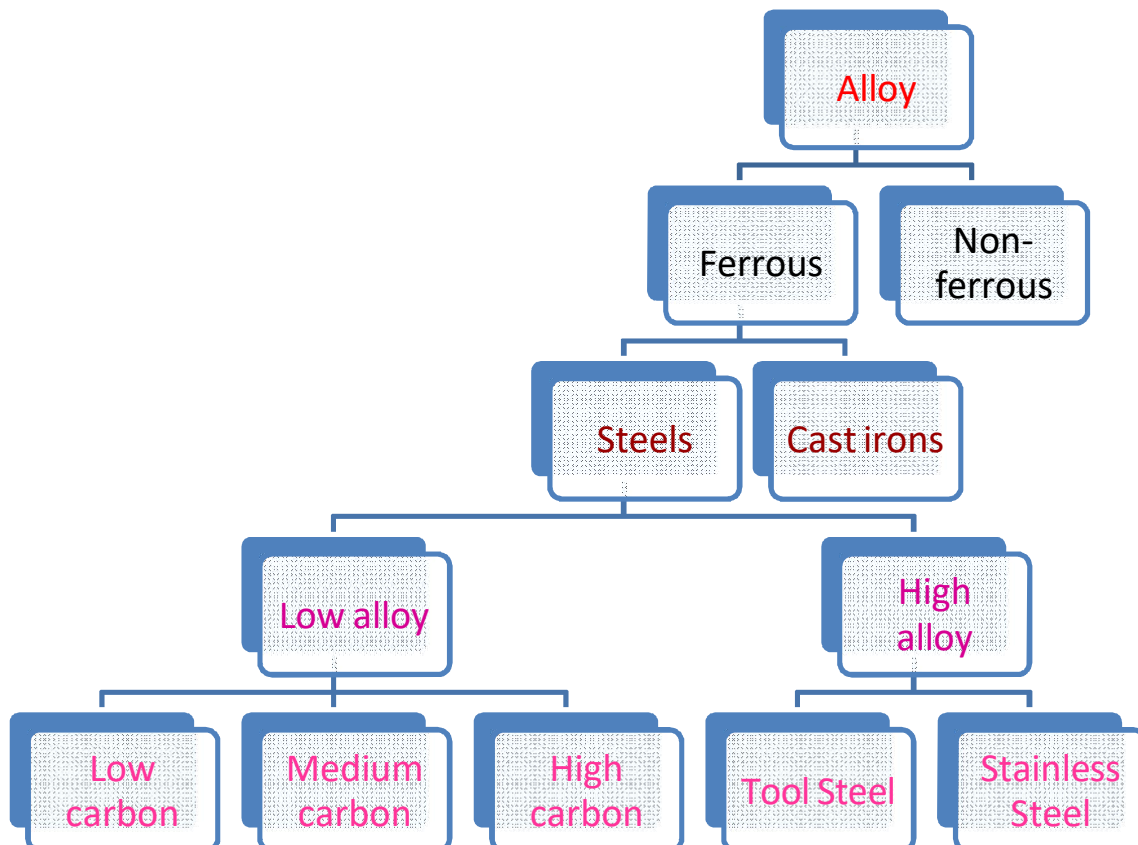 Alloy
Ferrous
Non-
ferrous
Steels
Cast irons
Low alloy
High
alloy
Low
carbon
Medium
carbon
High
carbon
Tool Steel
Stainless
Steel